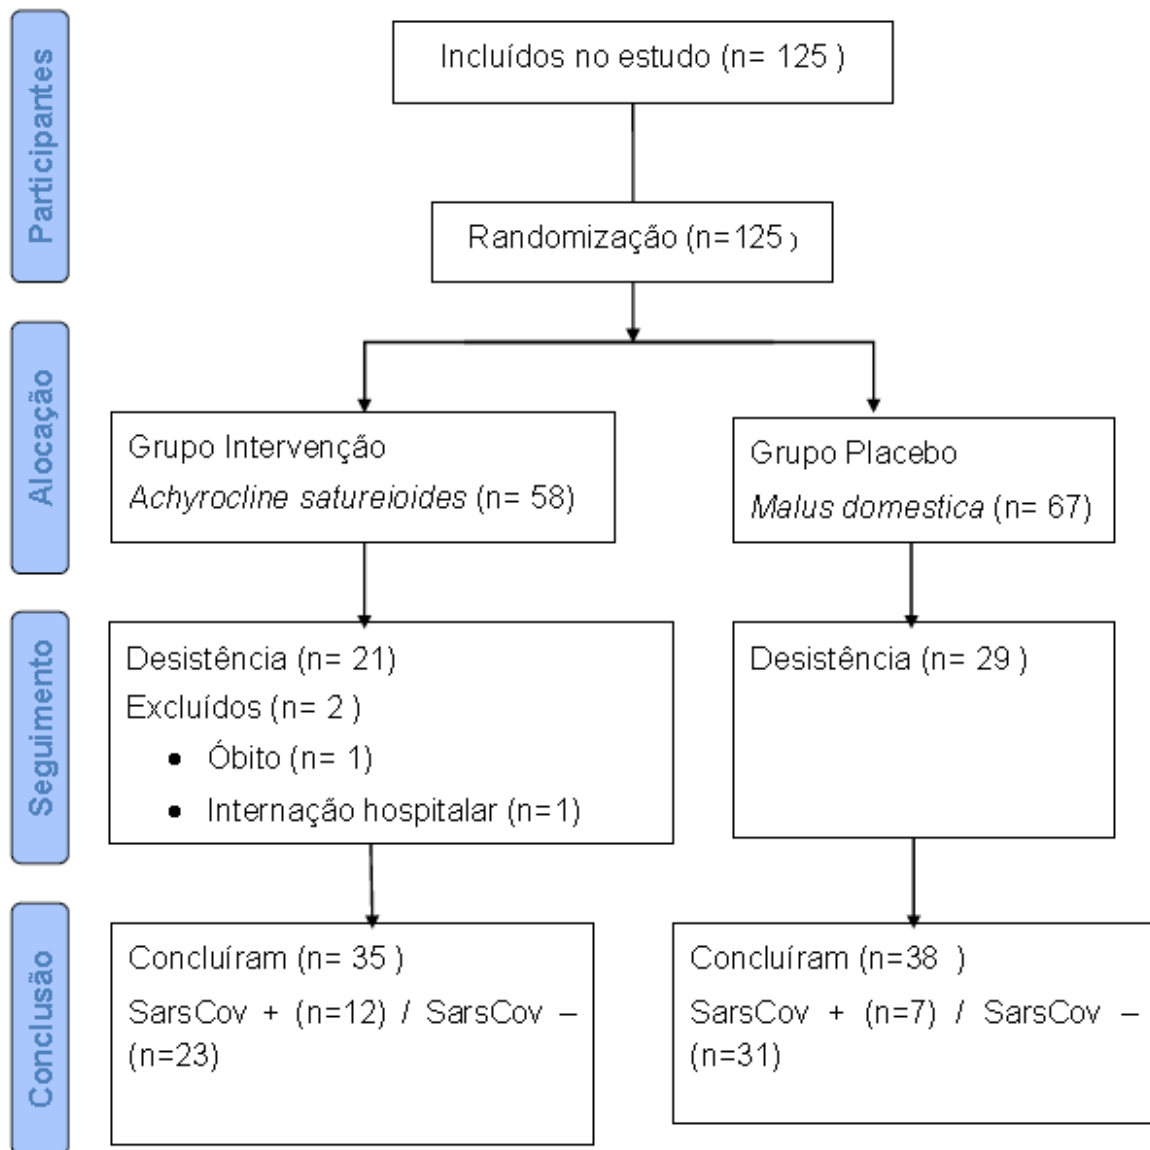 Participantes
Incluídos no estudo (n= 125 )
Randomização (n=125 )
Alocação
Grupo Intervenção
Achyrocline satureioides (n= 58)
Grupo Placebo
Malus domestica (n= 67)
Seguimento
Desistência (n= 21)
Excluídos (n= 2 )
• Óbito (n= 1)
• Internação hospitalar (n=1)
Desistência (n= 29 )
Conclusão
Concluíram (n= 35 )
SarsCov + (n=12) / SarsCov –
(n=23)
Concluíram (n=38 )
SarsCov + (n=7) / SarsCov –
(n=31)